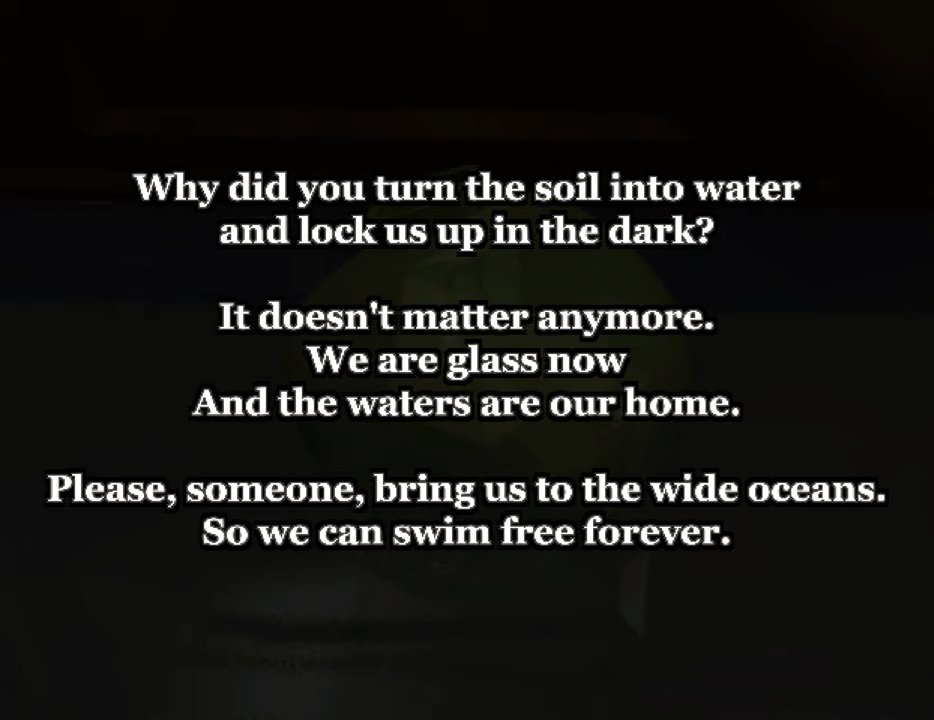 Why did you turn the soil into water
and lock us up in the dark?
It doesn't matter anymore.
We are glass now
And the waters are our home.
Please, someone, bring us to the wide oceans.
So we can swim free forever.